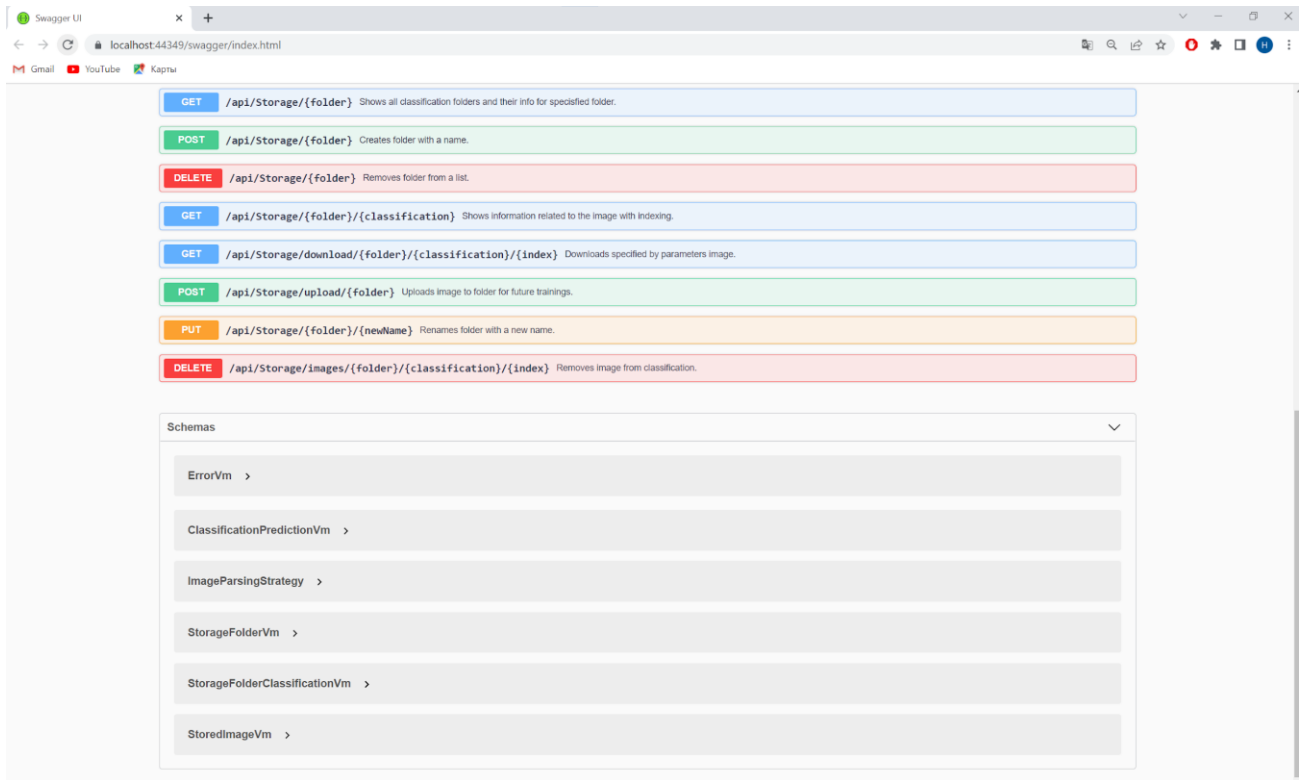 Swagger UI
localhost:44349/swagger/index.html
H
Gmail YouTube Карты
GET /api/Storage/{folder} Shows all classification folders and their info for specisfied folder.
POST /api/Storage/{folder} Creates folder with a name.
DELETE /api/Storage/{folder} Removes folder from a list.
GET /api/Storage/{folder}/{classification} Shows information related to the image with indexing.
GET /api/Storage/download/{folder}/{classification}/{index} Downloads specified by parameters image.
POST /api/Storage/upload/{folder} Uploads image to folder for future trainings.
PUT /api/Storage/{folder}/{newName} Renames folder with a new name.
DELETE /api/Storage/images/{folder}/{classification}/{index} Removes image from classification.
Schemas
ErrorVm
ClassificationPredictionVm
ImageParsingStrategy
StorageFolderVm
StorageFolderClassificationVm
StoredImageVm